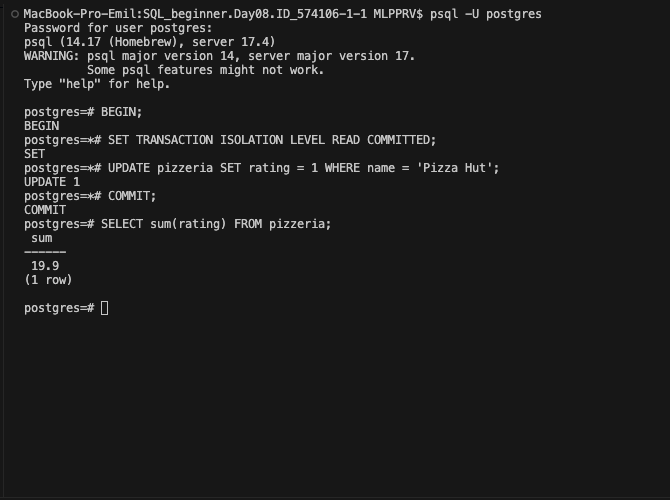 MacBook-Pro-Emil:SQL_beginner.Day08.ID_574106-1-1 MLPPRV$ psql -U postgres
Password for user postgres:
psql (14.17 (Homebrew), server 17.4)
WARNING: psql major version 14, server major version 17.
         Some psql features might not work.
Type "help" for help.

postgres=# BEGIN;
BEGIN
postgres=*# SET TRANSACTION ISOLATION LEVEL READ COMMITTED;
SET
postgres=*# UPDATE pizzeria SET rating = 1 WHERE name = 'Pizza Hut';
UPDATE 1
postgres=*# COMMIT;
COMMIT
postgres=# SELECT sum(rating) FROM pizzeria;
 sum
------
 19.9
(1 row)

postgres=#